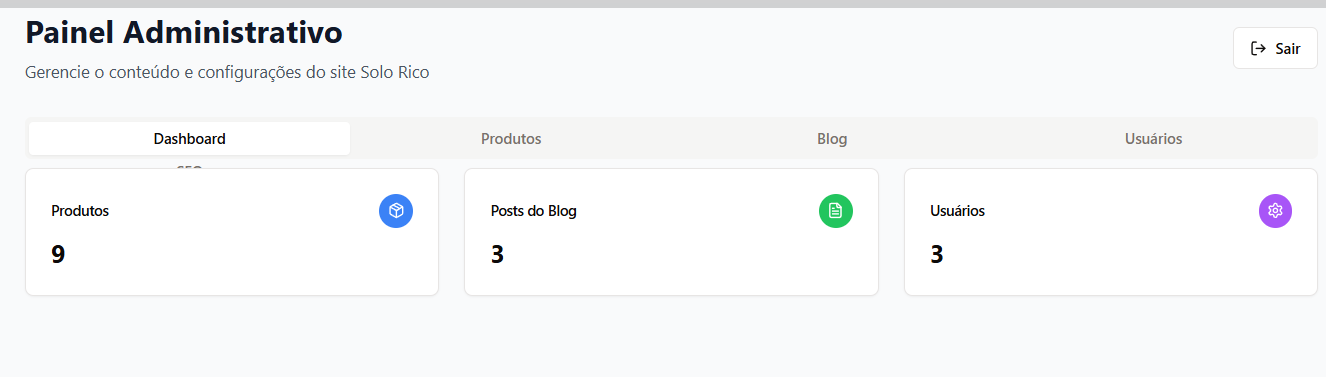 Painel Administrativo
Sair
Gerencie o conteúdo e configurações do site Solo Rico
Dashboard
Produtos
Blog
Usuários
Produtos
Posts do Blog
Usuários
9
3
3